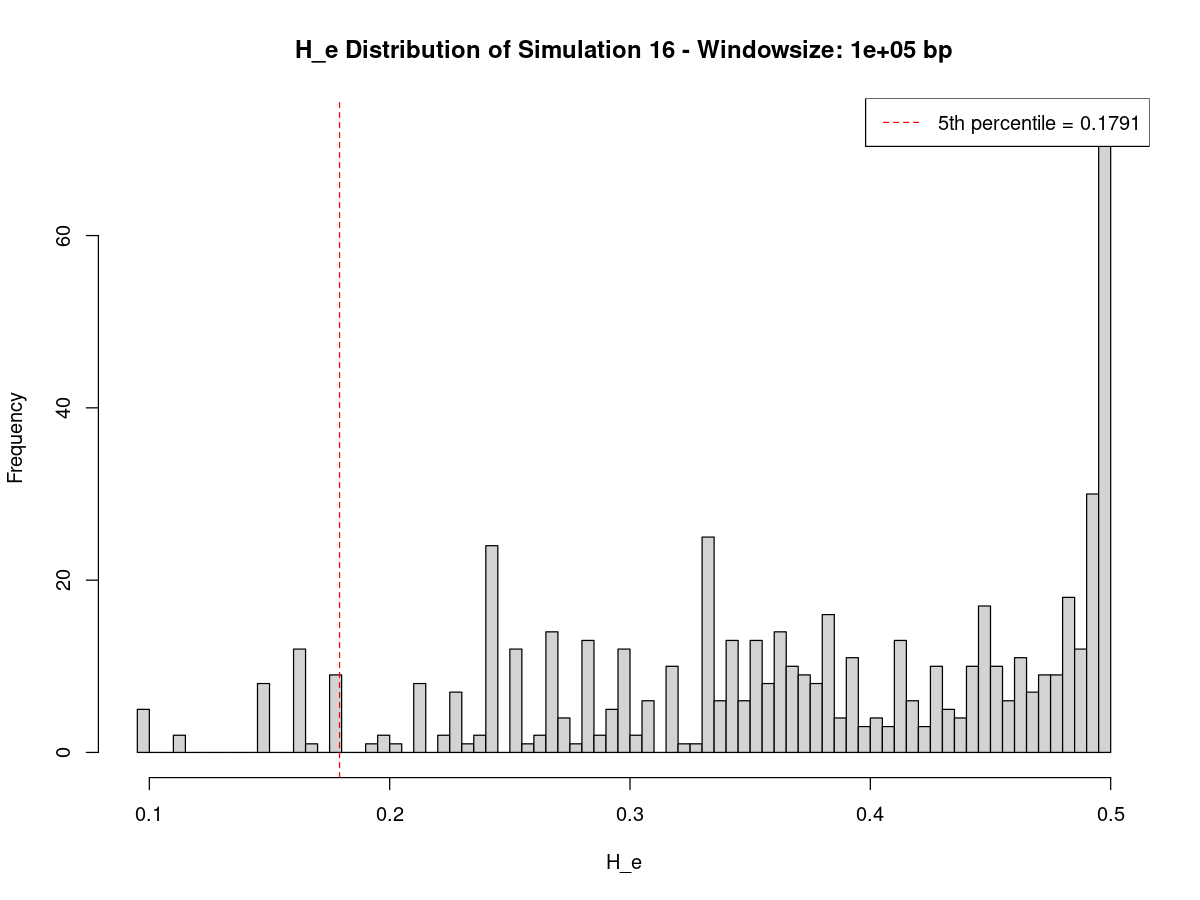 H_e Distribution of Simulation 16 - Windowsize: 1e+05 bp
5th percentile = 0.1791
60
40
20
0
Frequency
0.1 0.2 0.3 0.4 0.5
H_e